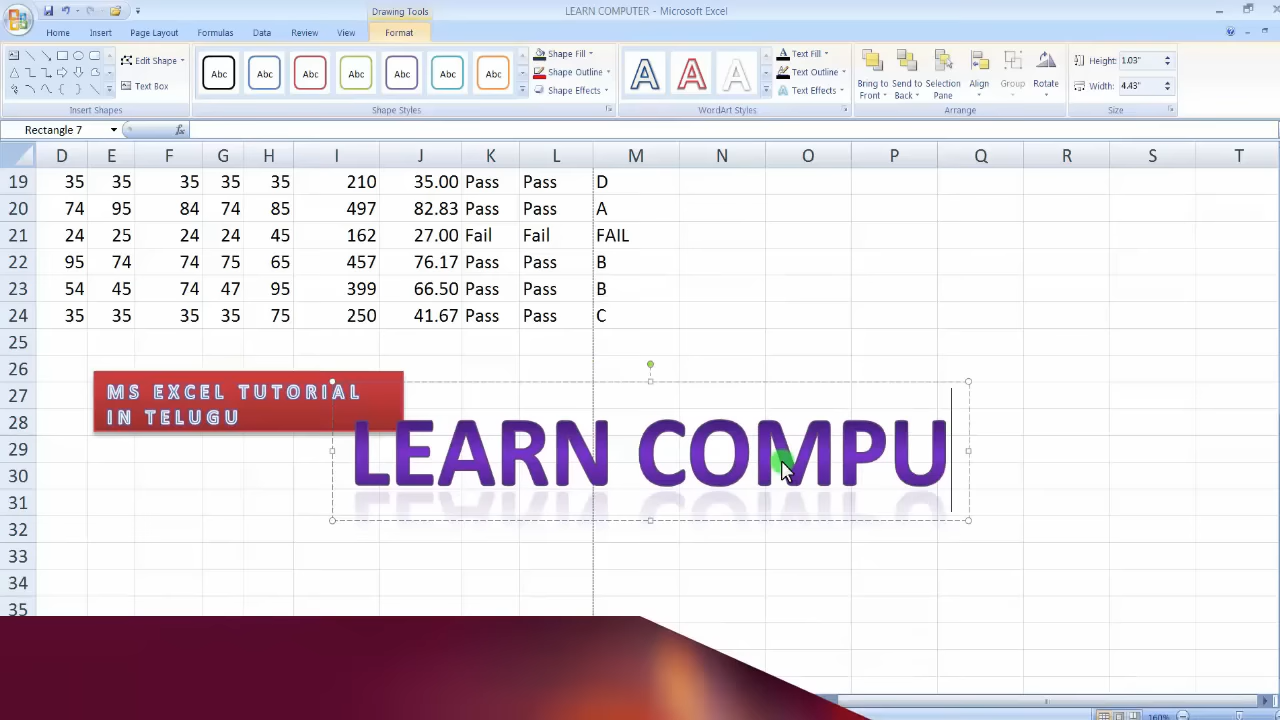 Drawing Tools
LEARN COMPUTER - Microsoft Excel
Home Insert Page Layout Formulas Data Review View Format
Edit Shape
Text Box
Insert Shapes
Abc Abc Abc Abc Abc Abc Abc
Shape Fill
Shape Outline
Shape Effects
Shape Styles
A A A
Text Fill
Text Outline
Text Effects
WordArt Styles
Bring to Front
Send to Back
Selection Pane
Align
Group
Rotate
Arrange
Height: 1.03"
Width: 4.43"
Size
Rectangle 7 fx
D E F G H I J K L M N O P Q R S T
19 35 35 35 35 35 210 35.00 Pass Pass D
20 74 95 84 74 85 497 82.83 Pass Pass A
21 24 25 24 24 45 162 27.00 Fail Fail FAIL
22 95 74 74 75 65 457 76.17 Pass Pass B
23 54 45 74 47 95 399 66.50 Pass Pass B
24 35 35 35 35 75 250 41.67 Pass Pass C
25
26
27
28
29
30
31
32
33
34
35
MS EXCEL TUTORIAL
IN TELUGU
LEARN COMPU
160%